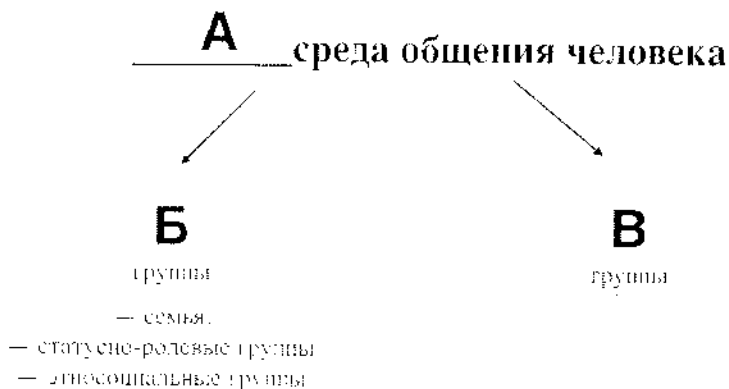 А
среда общения человека
Б
В
группы
группы
— семья,
— статусно-ролевые группы
— этносоциальные группы